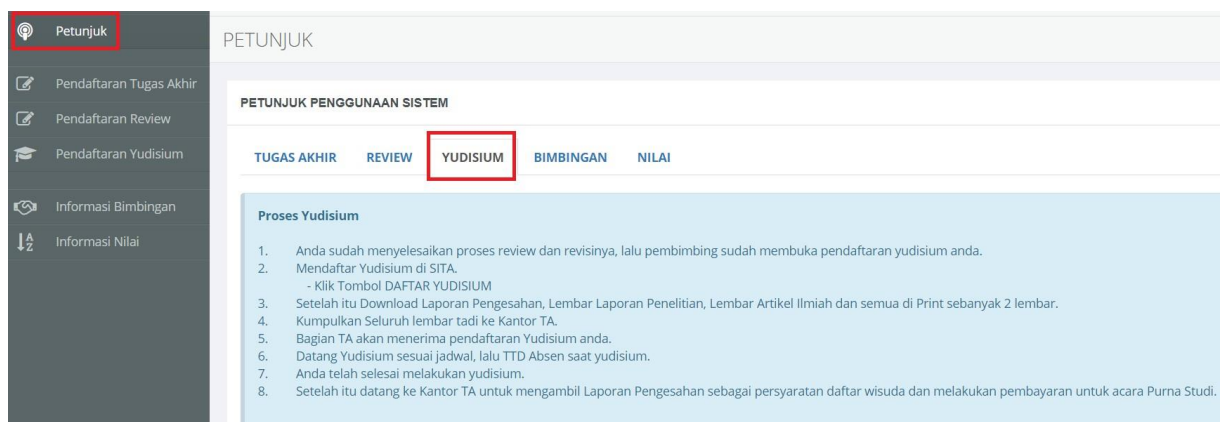 Petunjuk
Pendaftaran Tugas Akhir
Pendaftaran Review
Pendaftaran Yudisium
Informasi Bimbingan
Informasi Nilai
PETUNJUK
PETUNJUK PENGGUNAAN SISTEM
TUGAS AKHIR REVIEW YUDISIUM BIMBINGAN NILAI
Proses Yudisium
1. Anda sudah menyelesaikan proses review dan revisinya, lalu pembimbing sudah membuka pendaftaran yudisium anda.
2. Mendaftar Yudisium di SITA.
- Klik Tombol DAFTAR YUDISIUM
3. Setelah itu Download Laporan Pengesahan, Lembar Laporan Penelitian, Lembar Artikel Ilmiah dan semua di Print sebanyak 2 lembar.
4. Kumpulkan Seluruh lembar tadi ke Kantor TA.
5. Bagian TA akan menerima pendaftaran Yudisium anda.
6. Datang Yudisium sesuai jadwal, lalu TTD Absen saat yudisium.
7. Anda telah selesai melakukan yudisium.
8. Setelah itu datang ke Kantor TA untuk mengambil Laporan Pengesahan sebagai persyaratan daftar wisuda dan melakukan pembayaran untuk acara Purna Studi.